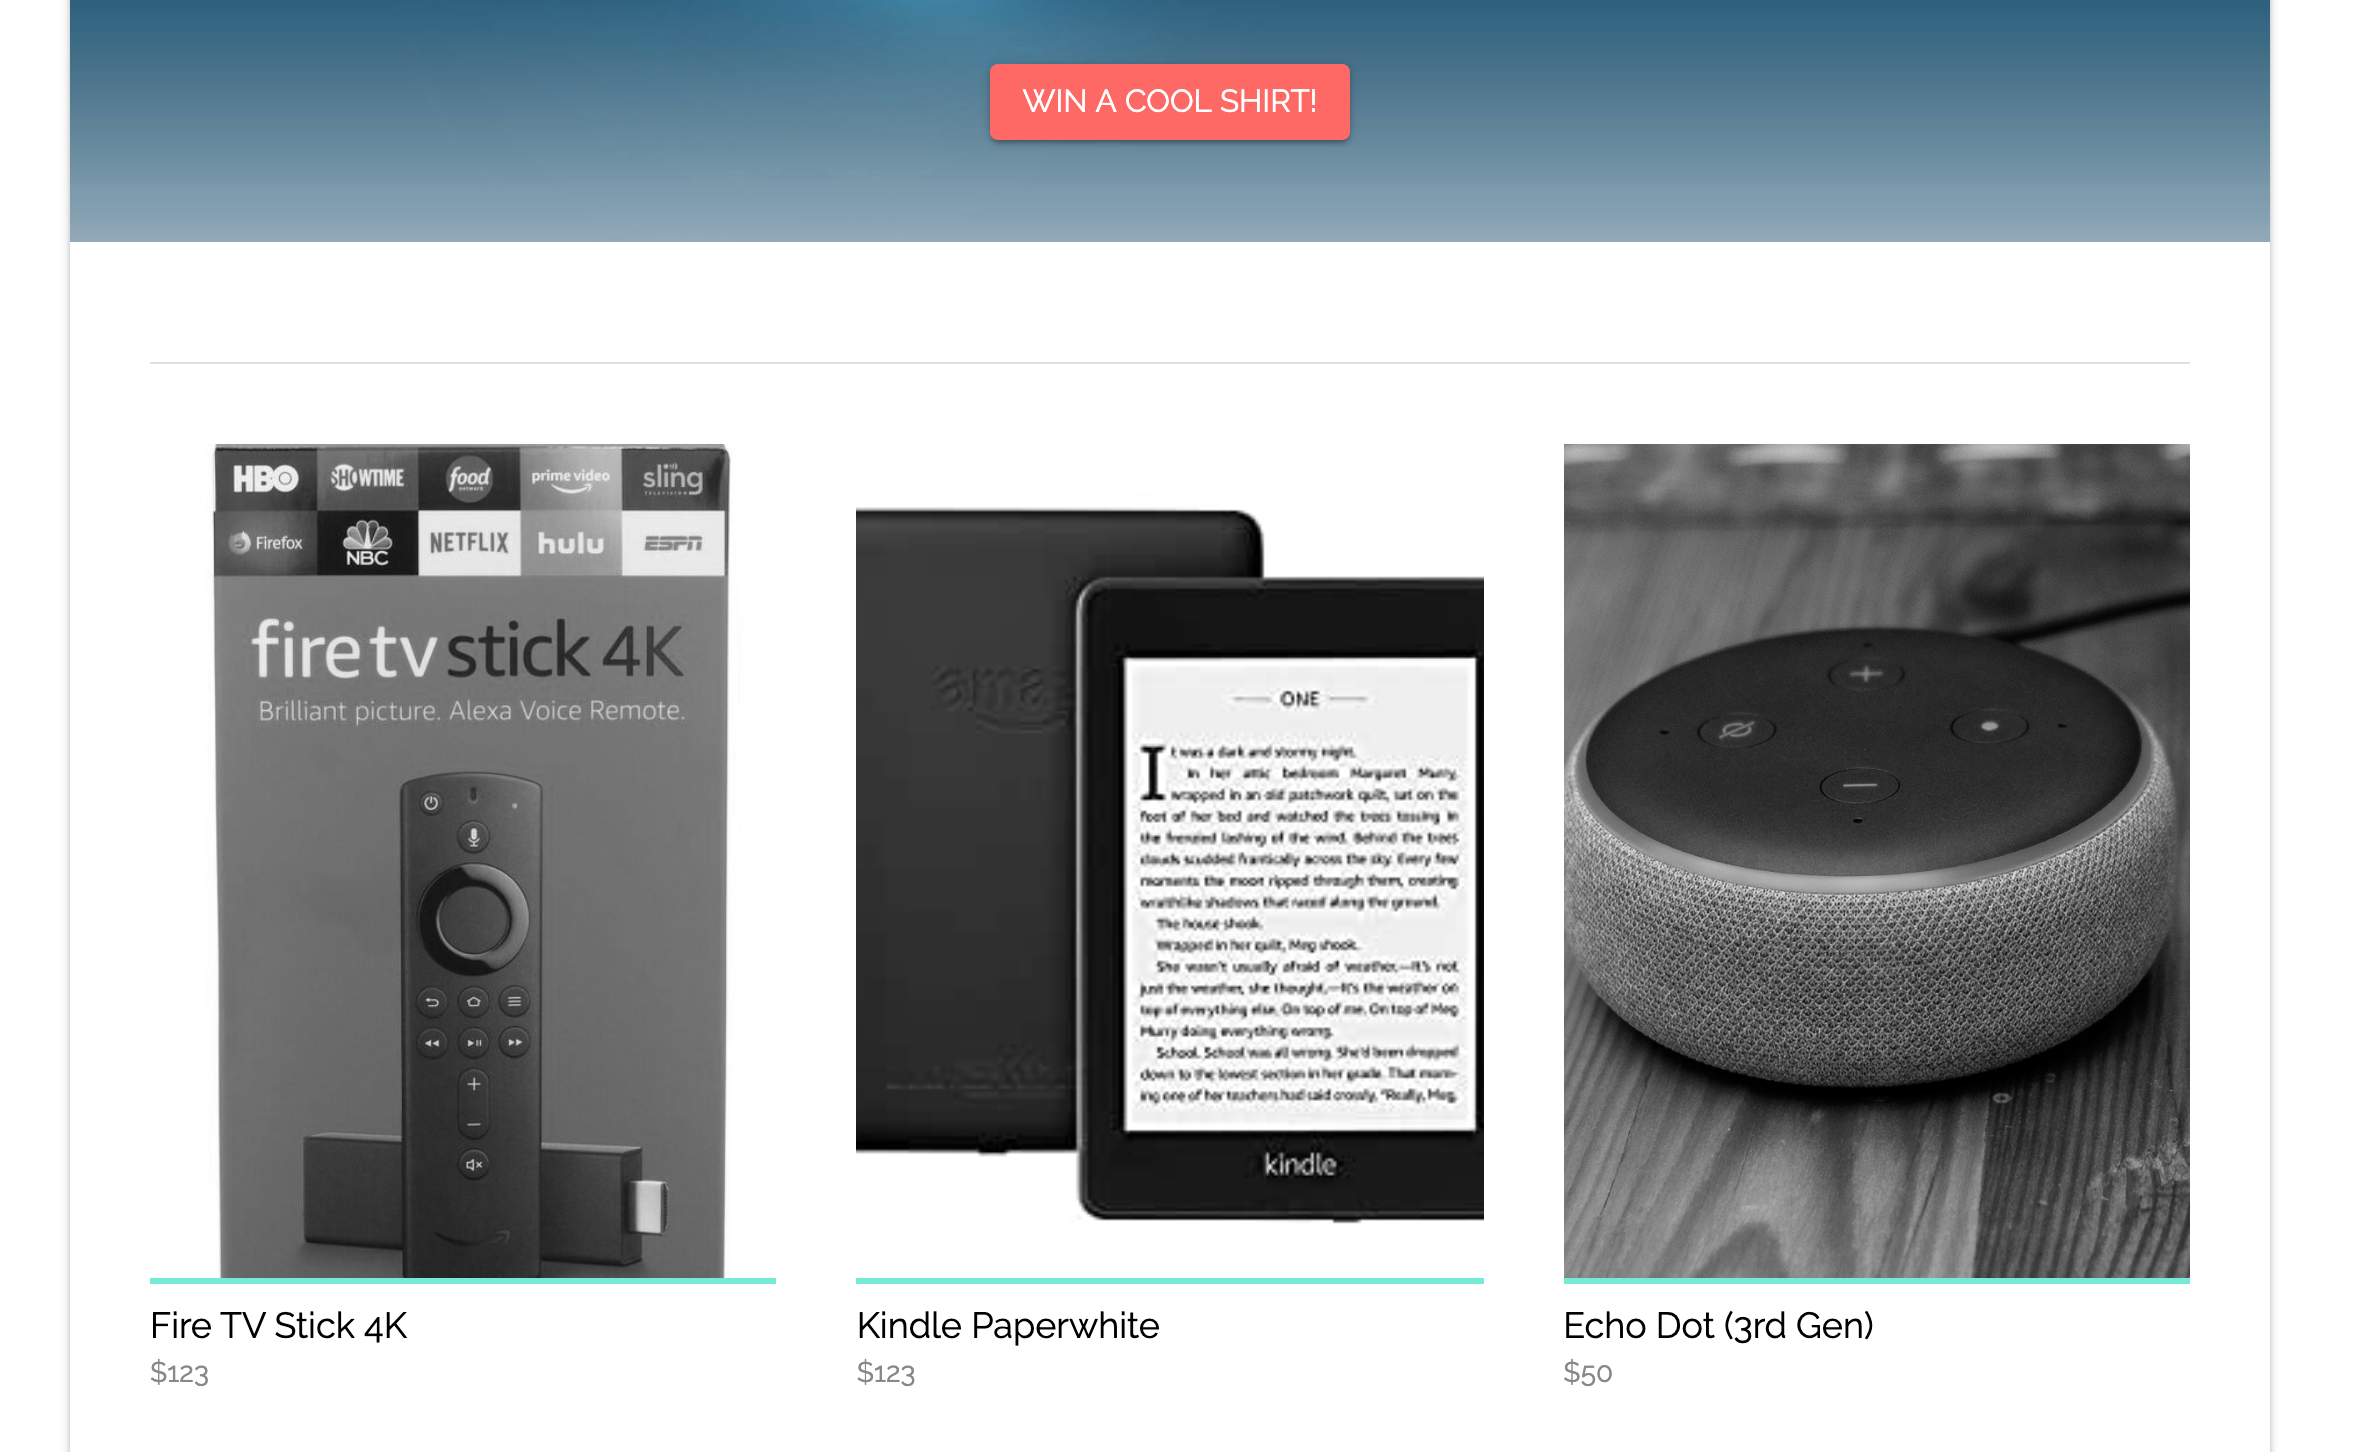 WIN A COOL SHIRT!
HBO SHOWTIME food network prime video sling TELEVISION
Firefox NBC NETFLIX hulu ESPN
fire tv stick 4K
Brilliant picture. Alexa Voice Remote.
ama
ONE
It was a dark and stormy night.
In her attic bedroom Margaret Murry,
wrapped in an old patchwork quilt, sat on the
foot of her bed and watched the trees tossing in
the frenzied lashing of the wind. Behind the trees
clouds scudded frantically across the sky. Every few
moments the moon ripped through them, creating
wraithlike shadows that raced along the ground.
The house shook.
Wrapped in her quilt, Meg shook.
She wasn't usually afraid of weather.—It's not
just the weather, she thought.—It's the weather on
top of everything else. On top of me. On top of Meg
Murry doing everything wrong.
School. School was all wrong. She'd been dropped
down to the lowest section in her grade. That morn-
ing one of her teachers had said crossly, "Really, Meg,
kindle
Fire TV Stick 4K
$123
Kindle Paperwhite
$123
Echo Dot (3rd Gen)
$50